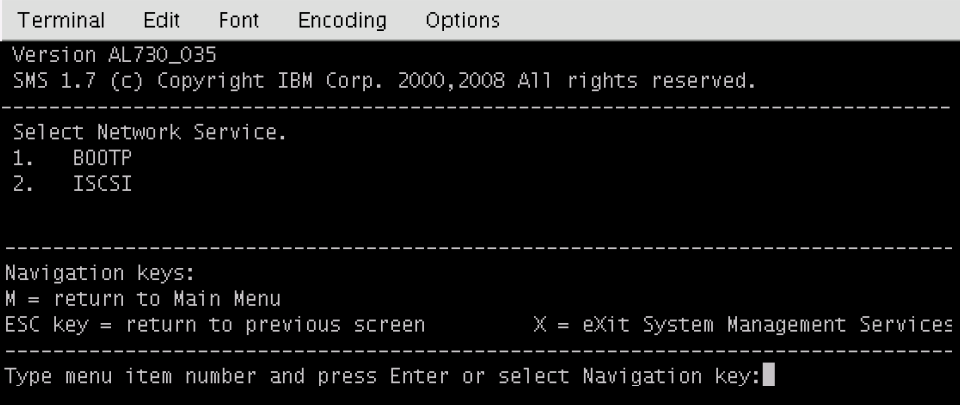 Terminal Edit Font Encoding Options
Version AL730_035
SMS 1.7 (c) Copyright IBM Corp. 2000,2008 All rights reserved.
-------------------------------------------------------------------------------
Select Network Service.
1. BOOTP
2. ISCSI
-------------------------------------------------------------------------------
Navigation keys:
M = return to Main Menu
ESC key = return to previous screen X = eXit System Management Services
-------------------------------------------------------------------------------
Type menu item number and press Enter or select Navigation key: